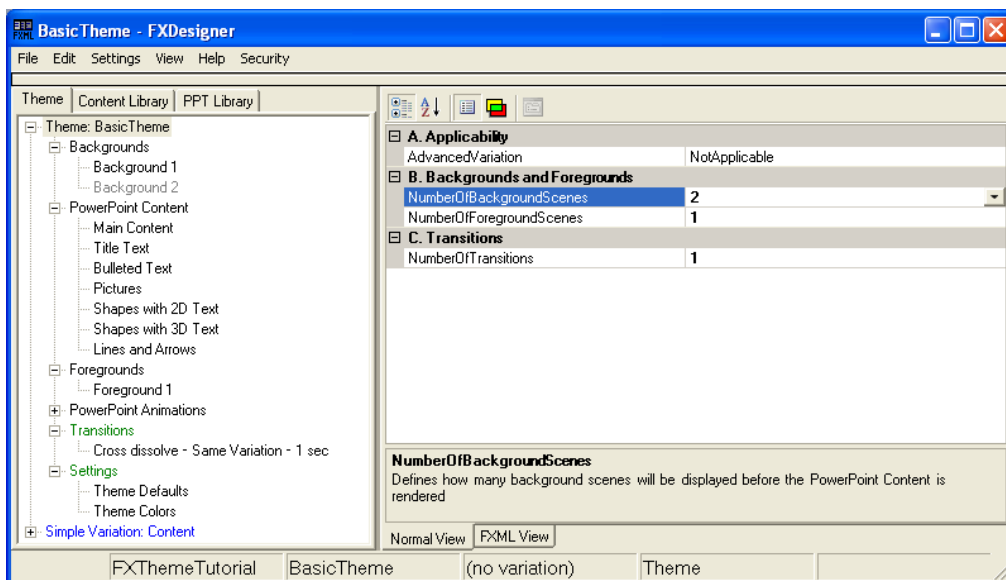 BasicTheme - FXDesigner
File Edit Settings View Help Security
Theme Content Library PPT Library
Theme: BasicTheme
Backgrounds
Background 1
Background 2
PowerPoint Content
Main Content
Title Text
Bulleted Text
Pictures
Shapes with 2D Text
Shapes with 3D Text
Lines and Arrows
Foregrounds
Foreground 1
PowerPoint Animations
Transitions
Cross dissolve - Same Variation - 1 sec
Settings
Theme Defaults
Theme Colors
Simple Variation: Content
A. Applicability
AdvancedVariation NotApplicable
B. Backgrounds and Foregrounds
NumberOfBackgroundScenes 2
NumberOfForegroundScenes 1
C. Transitions
NumberOfTransitions 1
NumberOfBackgroundScenes
Defines how many background scenes will be displayed before the PowerPoint Content is
rendered
Normal View FXML View
FXThemeTutorial BasicTheme (no variation) Theme